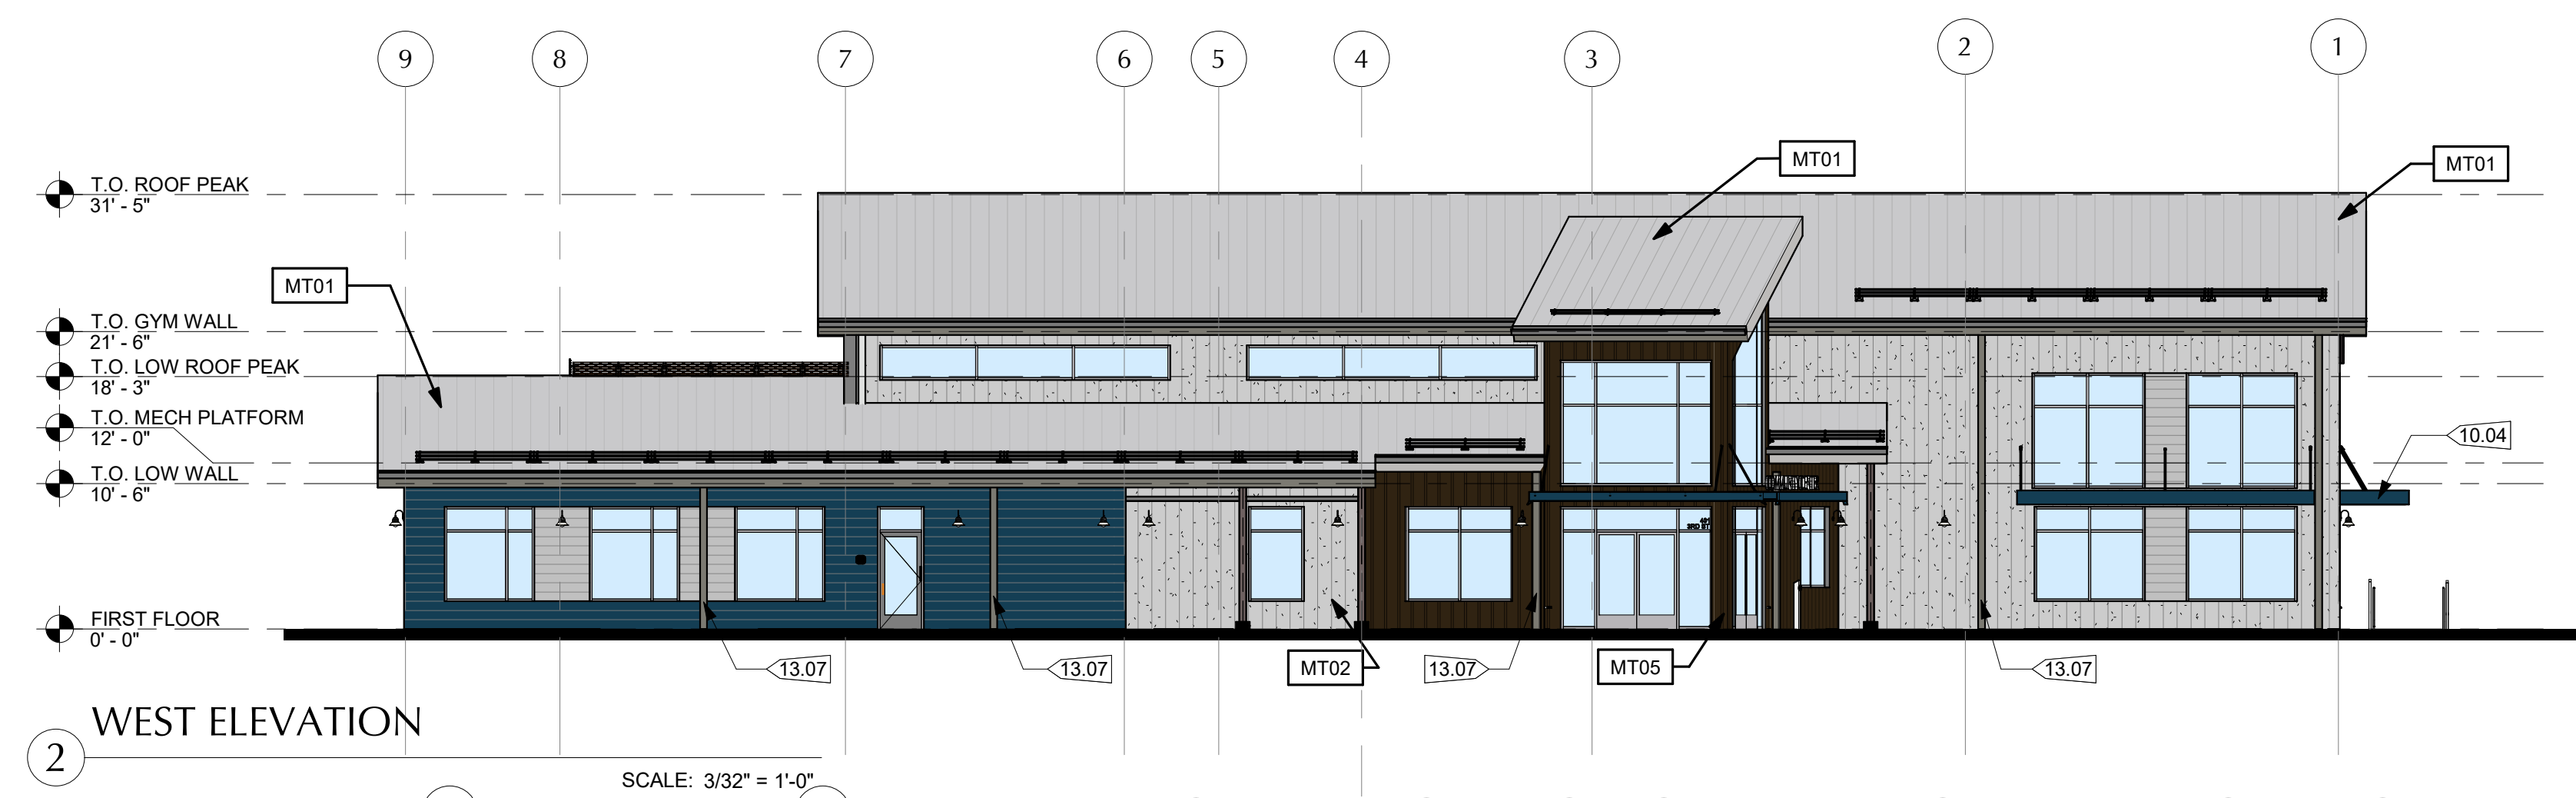 9 8 7 6 5 4 3 2 1
MT01
MT01
T.O. ROOF PEAK
31' - 5"
MT01
T.O. GYM WALL
21' - 6"
T.O. LOW ROOF PEAK
18' - 3"
T.O. MECH PLATFORM
12' - 0"
10.04
T.O. LOW WALL
10' - 6"
3RD ST
FIRST FLOOR
0' - 0"
13.07
13.07
MT02
13.07
MT05
13.07
WEST ELEVATION
2
SCALE: 3/32" = 1'-0"